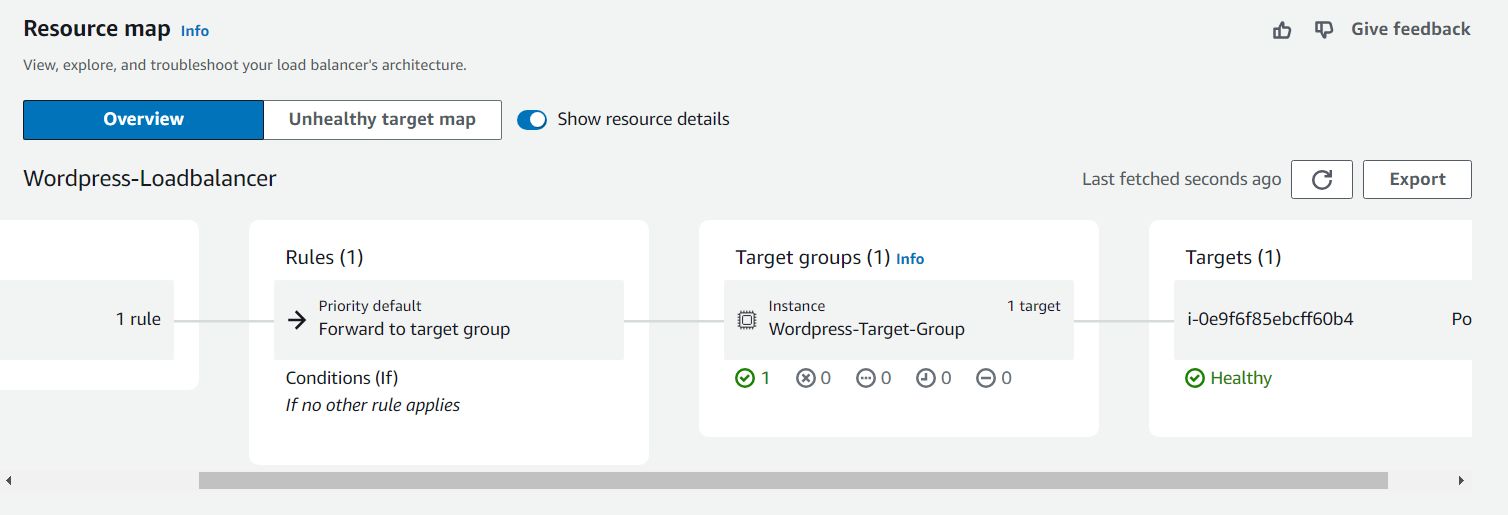 Resource map Info
Give feedback
View, explore, and troubleshoot your load balancer's architecture.
Overview
Unhealthy target map
Show resource details
Wordpress-Loadbalancer
Last fetched seconds ago
Export
1 rule
Rules (1)
Priority default
Forward to target group
Conditions (If)
If no other rule applies
Target groups (1) Info
Instance
1 target
Wordpress-Target-Group
1 0 0 0 0
Targets (1)
i-0e9f6f85ebcff60b4
Po
Healthy